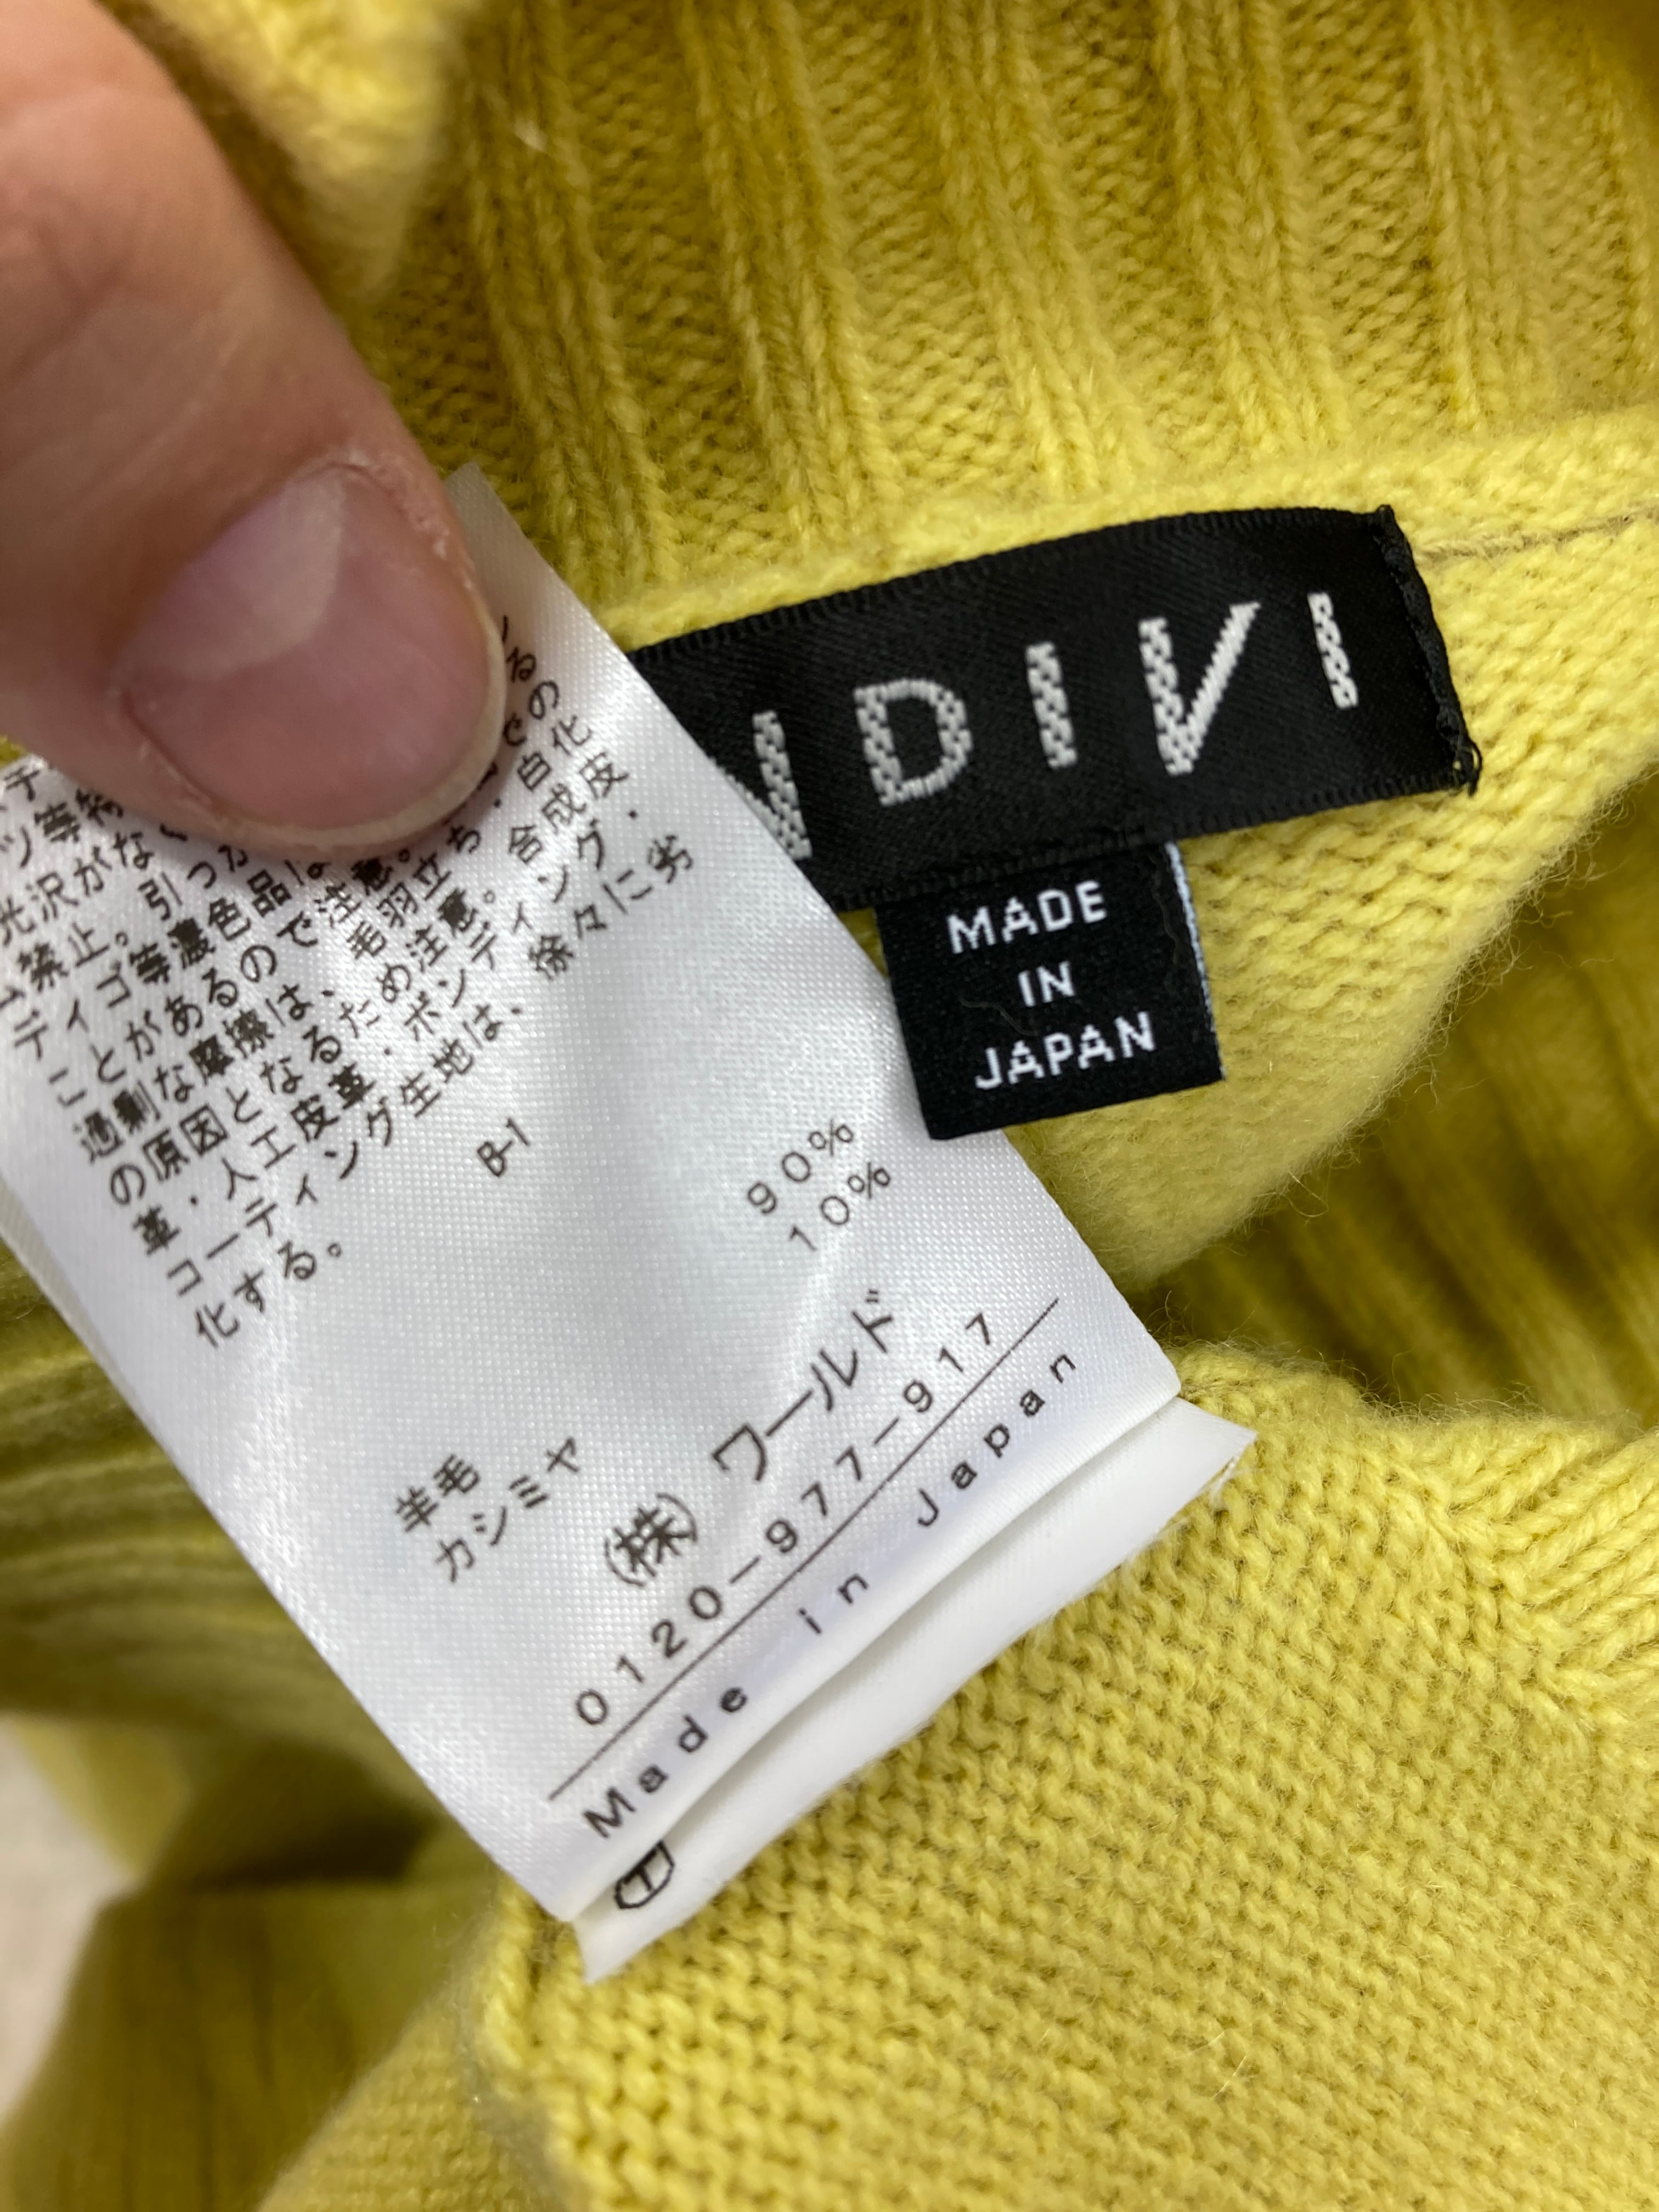 NDIVI
MADE
IN
JAPAN
ツ等
光沢がな
禁止。引っか
ティゴ等濃色品は
ことがあるので注意。
過剰な摩擦は、毛羽立ち・白化
の原因となるため注意。合成皮
革・人工皮革・ボンディング・
コーティング生地は、徐々に劣
化する。
B-1
羊毛 90%
カシミヤ 10%
(株)ワールド
0120-977-917
Made in Japan